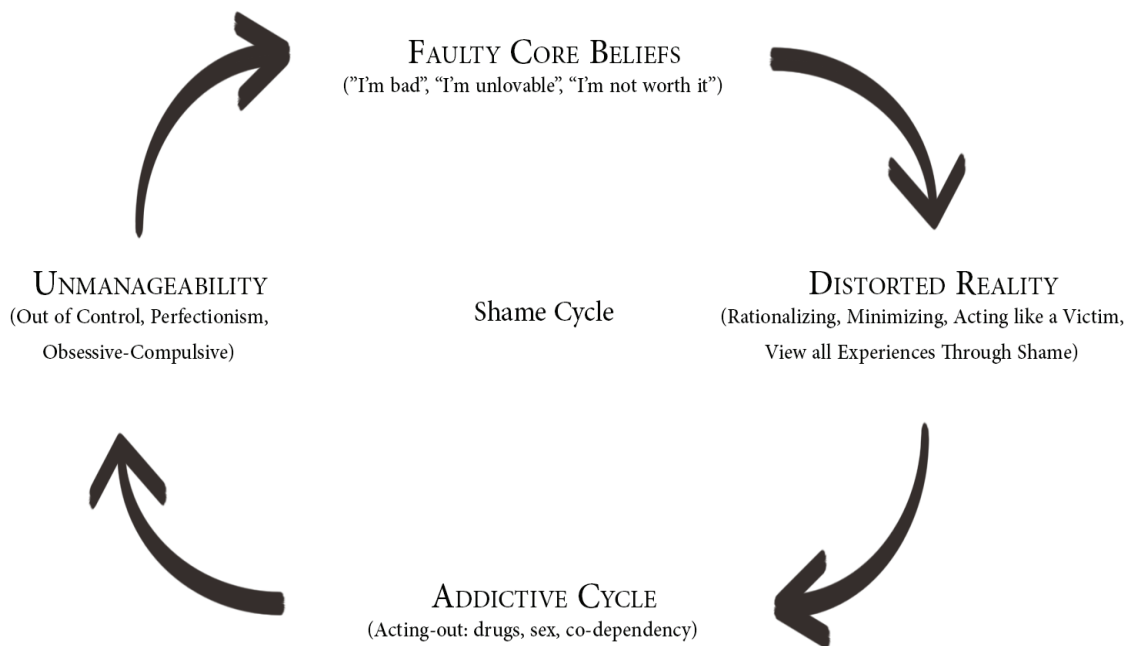 Faulty Core Beliefs
(”I’m bad”, “I’m unlovable”, “I’m not worth it”)
Unmanageability
(Out of Control, Perfectionism,
Obsessive-Compulsive)
Shame Cycle
Distorted Reality
(Rationalizing, Minimizing, Acting like a Victim,
View all Experiences Through Shame)
Addictive Cycle
(Acting-out: drugs, sex, co-dependency)